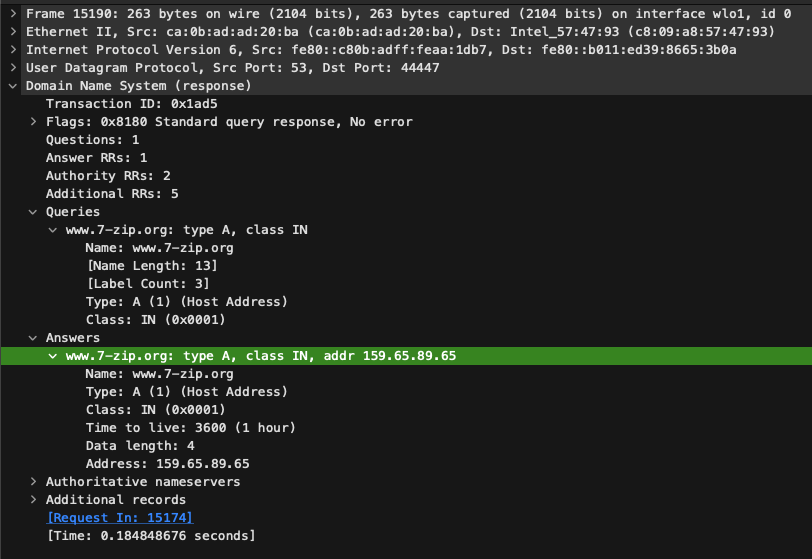 Frame 15190: 263 bytes on wire (2104 bits), 263 bytes captured (2104 bits) on interface wlo1, id 0
Ethernet II, Src: ca:0b:ad:ad:20:ba (ca:0b:ad:ad:20:ba), Dst: Intel_57:47:93 (c8:09:a8:57:47:93)
Internet Protocol Version 6, Src: fe80::c80b:adff:feaa:1db7, Dst: fe80::b011:ed39:8665:3b0a
User Datagram Protocol, Src Port: 53, Dst Port: 44447
Domain Name System (response)
Transaction ID: 0x1ad5
Flags: 0x8180 Standard query response, No error
Questions: 1
Answer RRs: 1
Authority RRs: 2
Additional RRs: 5
Queries
www.7-zip.org: type A, class IN
Name: www.7-zip.org
[Name Length: 13]
[Label Count: 3]
Type: A (1) (Host Address)
Class: IN (0x0001)
Answers
www.7-zip.org: type A, class IN, addr 159.65.89.65
Name: www.7-zip.org
Type: A (1) (Host Address)
Class: IN (0x0001)
Time to live: 3600 (1 hour)
Data length: 4
Address: 159.65.89.65
Authoritative nameservers
Additional records
[Request In: 15174]
[Time: 0.184848676 seconds]